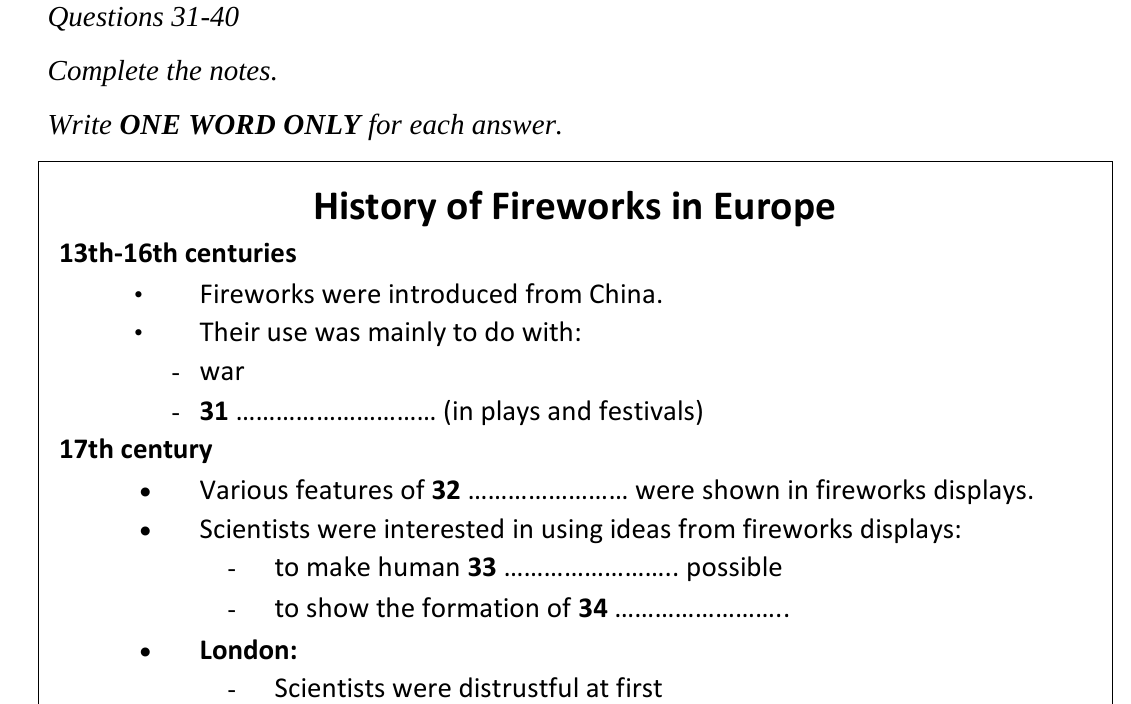 Questions 31-40
Complete the notes.
Write ONE WORD ONLY for each answer.
History of Fireworks in Europe
13th-16th centuries
• Fireworks were introduced from China.
• Their use was mainly to do with:
- war
- 31 ………………………… (in plays and festivals)
17th century
• Various features of 32 …………………… were shown in fireworks displays.
• Scientists were interested in using ideas from fireworks displays:
- to make human 33 …………………….. possible
- to show the formation of 34 ……………………..
• London:
- Scientists were distrustful at first